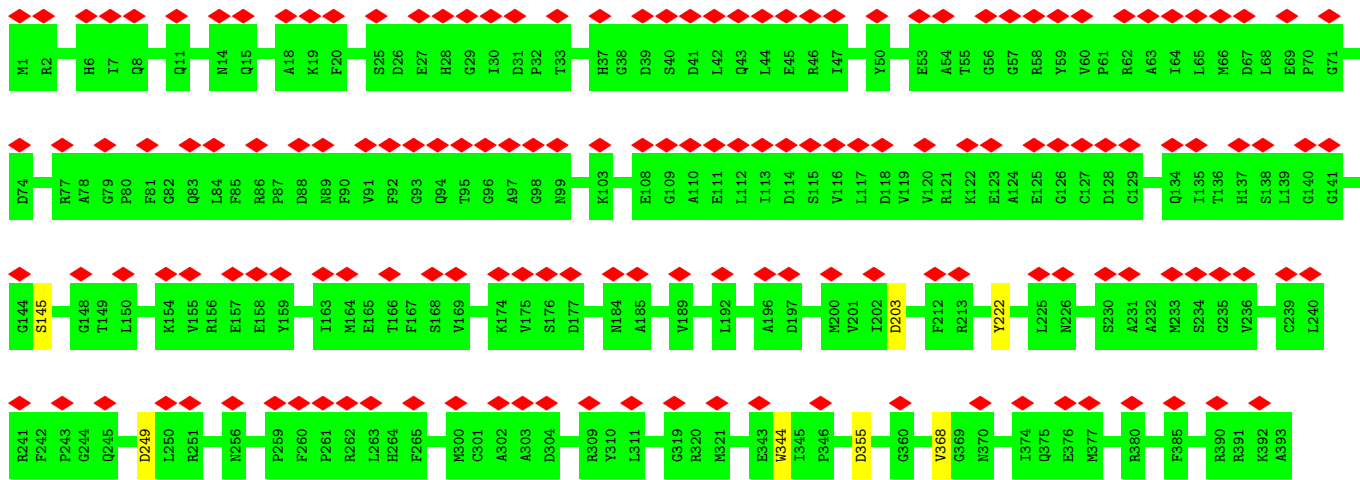 M1 R2 H6 I7 Q8 Q11 N14 Q15 A18 K19 F20 S25 D26 E27 H28 G29 I30 D31 P32 T33 H37 G38 D39 S40 D41 L42 Q43 L44 E45 R46 I47 Y50 E53 A54 T55 G56 G57 R58 Y59 V60 P61 R62 A63 I64 L65 M66 D67 L68 E69 P70 G71
D74 R77 A78 G79 P80 F81 G82 Q83 L84 F85 R86 P87 D88 N89 F90 V91 F92 G93 Q94 T95 G96 A97 G98 N99 K103 E108 G109 A110 E111 L112 I113 D114 S115 V116 L117 D118 V119 V120 R121 K122 E123 A124 E125 G126 C127 D128 C129 Q134 I135 T136 H137 S138 L139 G140 G141
G144 S145 G148 T149 L150 K154 V155 R156 E157 E158 Y159 I163 M164 E165 T166 F167 S168 V169 K174 V175 S176 D177 N184 A185 V189 L192 A196 D197 M200 V201 I202 D203 F212 R213 Y222 L225 N226 S230 A231 A232 M233 S234 G235 V236 C239 L240
R241 F242 P243 G244 Q245 D249 L250 R251 N256 P259 F260 P261 R262 L263 H264 F265 M300 C301 A302 A303 D304 R309 Y310 L311 G319 R320 M321 E343 W344 I345 P346 D355 G360 V368 G369 N370 I374 Q375 E376 M377 R380 F385 R390 R391 K392 A393